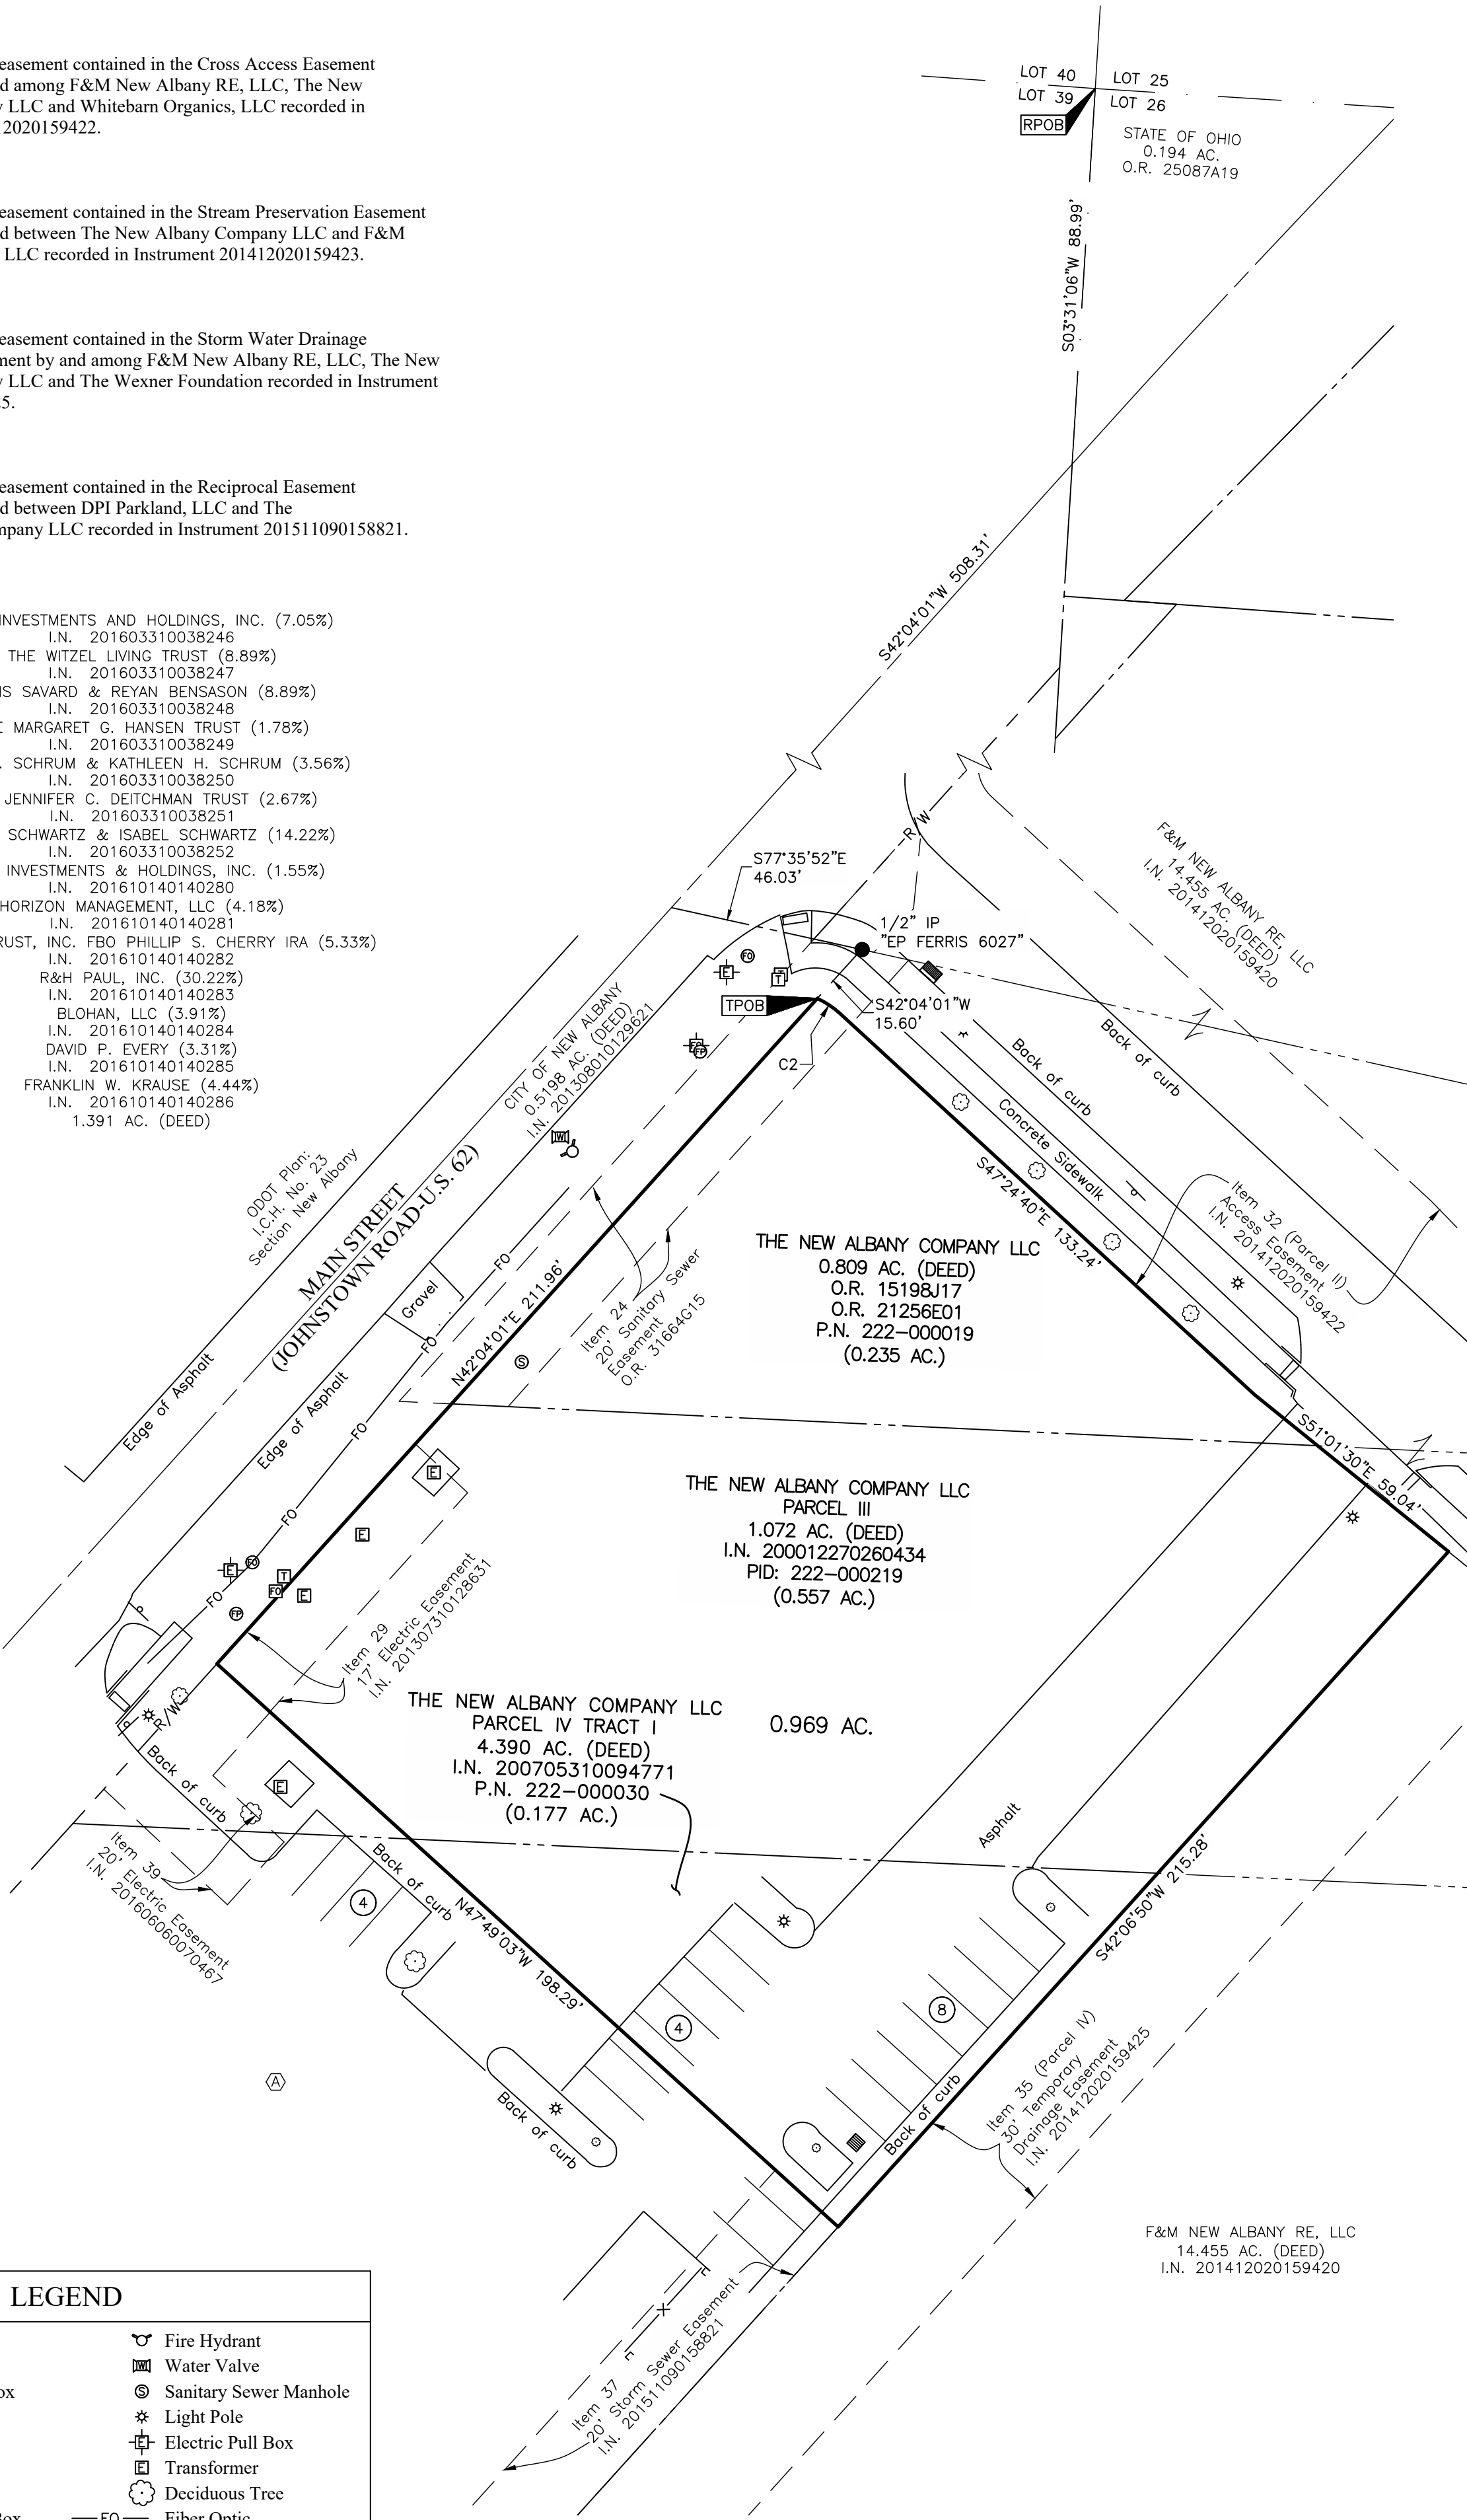 easement contained in the Cross Access Easement
d among F&M New Albany RE, LLC, The New
y LLC and Whitebarn Organics, LLC recorded in
12020159422.
easement contained in the Stream Preservation Easement
d between The New Albany Company LLC and F&M
LLC recorded in Instrument 201412020159423.
easement contained in the Storm Water Drainage
ment by and among F&M New Albany RE, LLC, The New
y LLC and The Wexner Foundation recorded in Instrument
25.
easement contained in the Reciprocal Easement
d between DPI Parkland, LLC and The
mpany LLC recorded in Instrument 201511090158821.
INVESTMENTS AND HOLDINGS, INC. (7.05%)
I.N. 201603310038246
THE WITZEL LIVING TRUST (8.89%)
I.N. 201603310038247
IS SAVARD & REYAN BENSASON (8.89%)
I.N. 201603310038248
E MARGARET G. HANSEN TRUST (1.78%)
I.N. 201603310038249
. SCHRUM & KATHLEEN H. SCHRUM (3.56%)
I.N. 201603310038250
JENNIFER C. DEITCHMAN TRUST (2.67%)
I.N. 201603310038251
SCHWARTZ & ISABEL SCHWARTZ (14.22%)
I.N. 201603310038252
INVESTMENTS & HOLDINGS, INC. (1.55%)
I.N. 201610140140280
HORIZON MANAGEMENT, LLC (4.18%)
I.N. 201610140140281
RUST, INC. FBO PHILLIP S. CHERRY IRA (5.33%)
I.N. 201610140140282
R&H PAUL, INC. (30.22%)
I.N. 201610140140283
BLOHAN, LLC (3.91%)
I.N. 201610140140284
DAVID P. EVERY (3.31%)
I.N. 201610140140285
FRANKLIN W. KRAUSE (4.44%)
I.N. 201610140140286
1.391 AC. (DEED)
LOT 40
LOT 25
LOT 39
LOT 26
RPOB
STATE OF OHIO
0.194 AC.
O.R. 25087A19
S03°31'06"W 88.99'
S42°04'01"W 508.31'
R/W
S77°35'52"E
46.03'
1/2" IP
"EP FERRIS 6027"
F&M NEW ALBANY RE, LLC
14.455 AC. (DEED)
I.N. 201412020159420
TPOB
S42°04'01"W
15.60'
C2
FO
E
T
FP
W
CITY OF NEW ALBANY
0.5198 AC. (DEED)
I.N. 201308010129621
Back of curb
Back of curb
Concrete Sidewalk
S47°24'40"E 133.24'
Item 32 (Parcel II)
Access Easement
I.N. 201412020159422
ODOT Plan:
I.C.H. No. 23
Section New Albany
MAIN STREET
(JOHNSTOWN ROAD-U.S. 62)
Edge of Asphalt
Edge of Asphalt
Gravel
FO
FO
FO
FO
FO
N42°04'01"E 211.96'
S
Item 24
20' Sanitary Sewer
Easement
O.R. 31664G15
THE NEW ALBANY COMPANY LLC
0.809 AC. (DEED)
O.R. 15198J17
O.R. 21256E01
P.N. 222-000019
(0.235 AC.)
S51°01'30"E 59.04'
THE NEW ALBANY COMPANY LLC
PARCEL III
1.072 AC. (DEED)
I.N. 200012270260434
PID: 222-000219
(0.557 AC.)
E
E
E
FO
T
FO
E
FP
Item 29
17' Electric Easement
I.N. 201307310128631
THE NEW ALBANY COMPANY LLC
PARCEL IV TRACT I
4.390 AC. (DEED)
I.N. 200705310094771
P.N. 222-000030
(0.177 AC.)
0.969 AC.
R/W
Back of curb
E
Item 39
20' Electric Easement
I.N. 201606060070467
Back of curb
4
N47°49'03"W 198.29'
Asphalt
S42°06'50"W 215.28'
4
8
A
Back of curb
Back of curb
Item 35 (Parcel IV)
30' Temporary
Drainage Easement
I.N. 201412020159425
F&M NEW ALBANY RE, LLC
14.455 AC. (DEED)
I.N. 201412020159420
Item 37
20' Storm Sewer Easement
I.N. 201511090158821
LEGEND
Fire Hydrant
W Water Valve
ox
S Sanitary Sewer Manhole
Light Pole
E Electric Pull Box
E Transformer
Deciduous Tree
Box
FO Fiber Optic